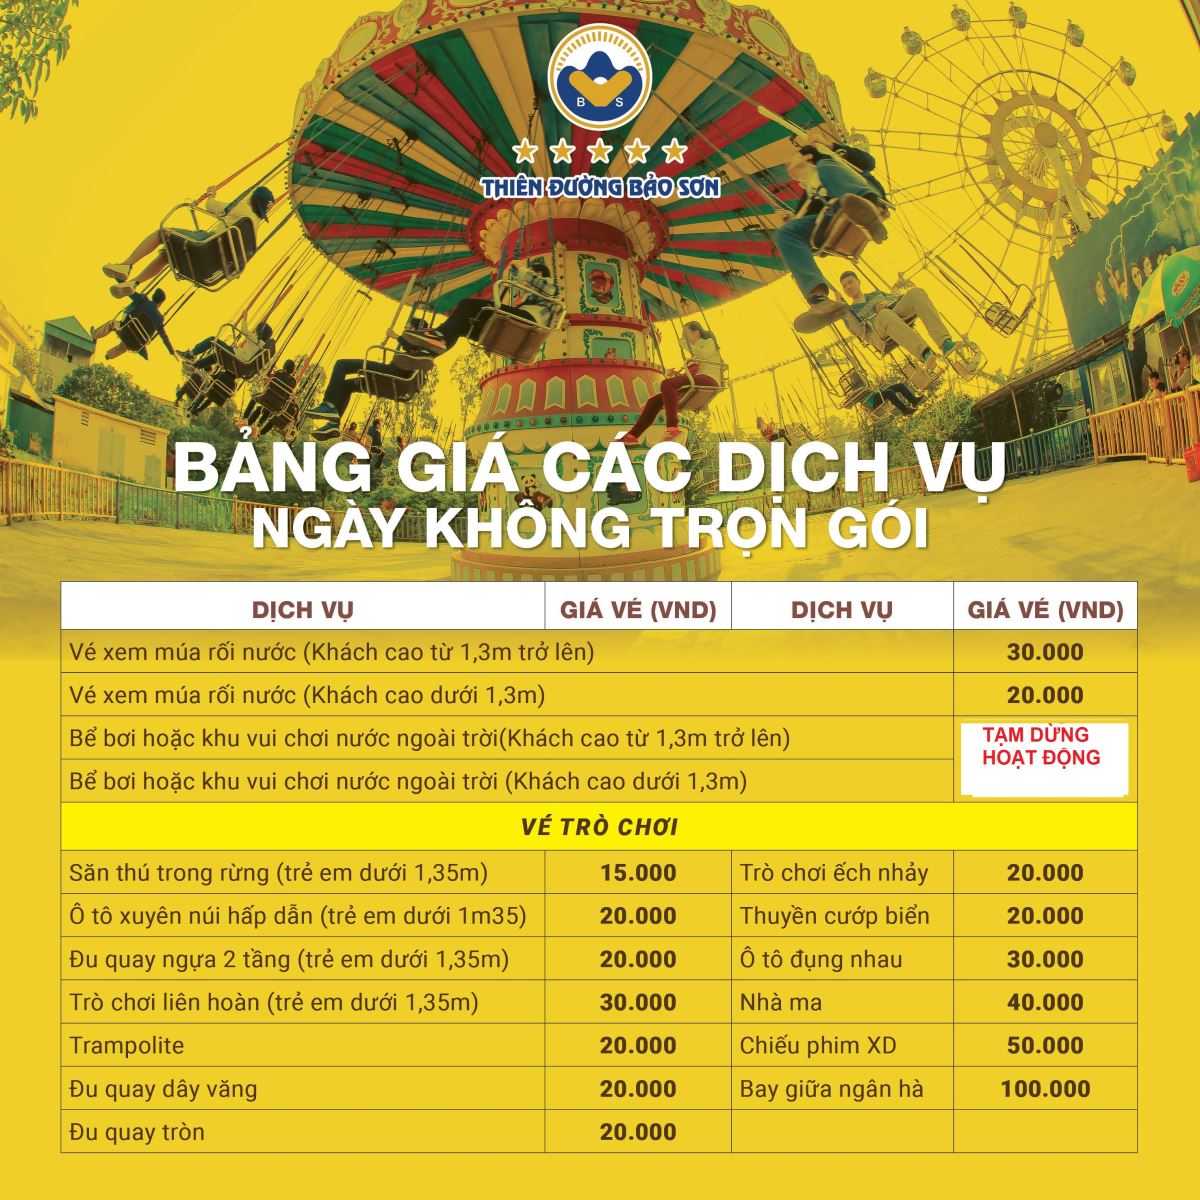 B S
THIÊN ĐƯỜNG BẢO SƠN
BẢNG GIÁ CÁC DỊCH VỤ
NGÀY KHÔNG TRỌN GÓI
DỊCH VỤ GIÁ VÉ (VND) DỊCH VỤ GIÁ VÉ (VND)
Vé xem múa rối nước (Khách cao từ 1,3m trở lên) 30.000
Vé xem múa rối nước (Khách cao dưới 1,3m) 20.000
Bể bơi hoặc khu vui chơi nước ngoài trời(Khách cao từ 1,3m trở lên)
TẠM DỪNG
HOẠT ĐỘNG
Bể bơi hoặc khu vui chơi nước ngoài trời (Khách cao dưới 1,3m)
VÉ TRÒ CHƠI
Săn thú trong rừng (trẻ em dưới 1,35m) 15.000 Trò chơi ếch nhảy 20.000
Ô tô xuyên núi hấp dẫn (trẻ em dưới 1m35) 20.000 Thuyền cướp biển 20.000
Đu quay ngựa 2 tầng (trẻ em dưới 1,35m) 20.000 Ô tô đụng nhau 30.000
Trò chơi liên hoàn (trẻ em dưới 1,35m) 30.000 Nhà ma 40.000
Trampolite 20.000 Chiếu phim XD 50.000
Đu quay dây văng 20.000 Bay giữa ngân hà 100.000
Đu quay tròn 20.000